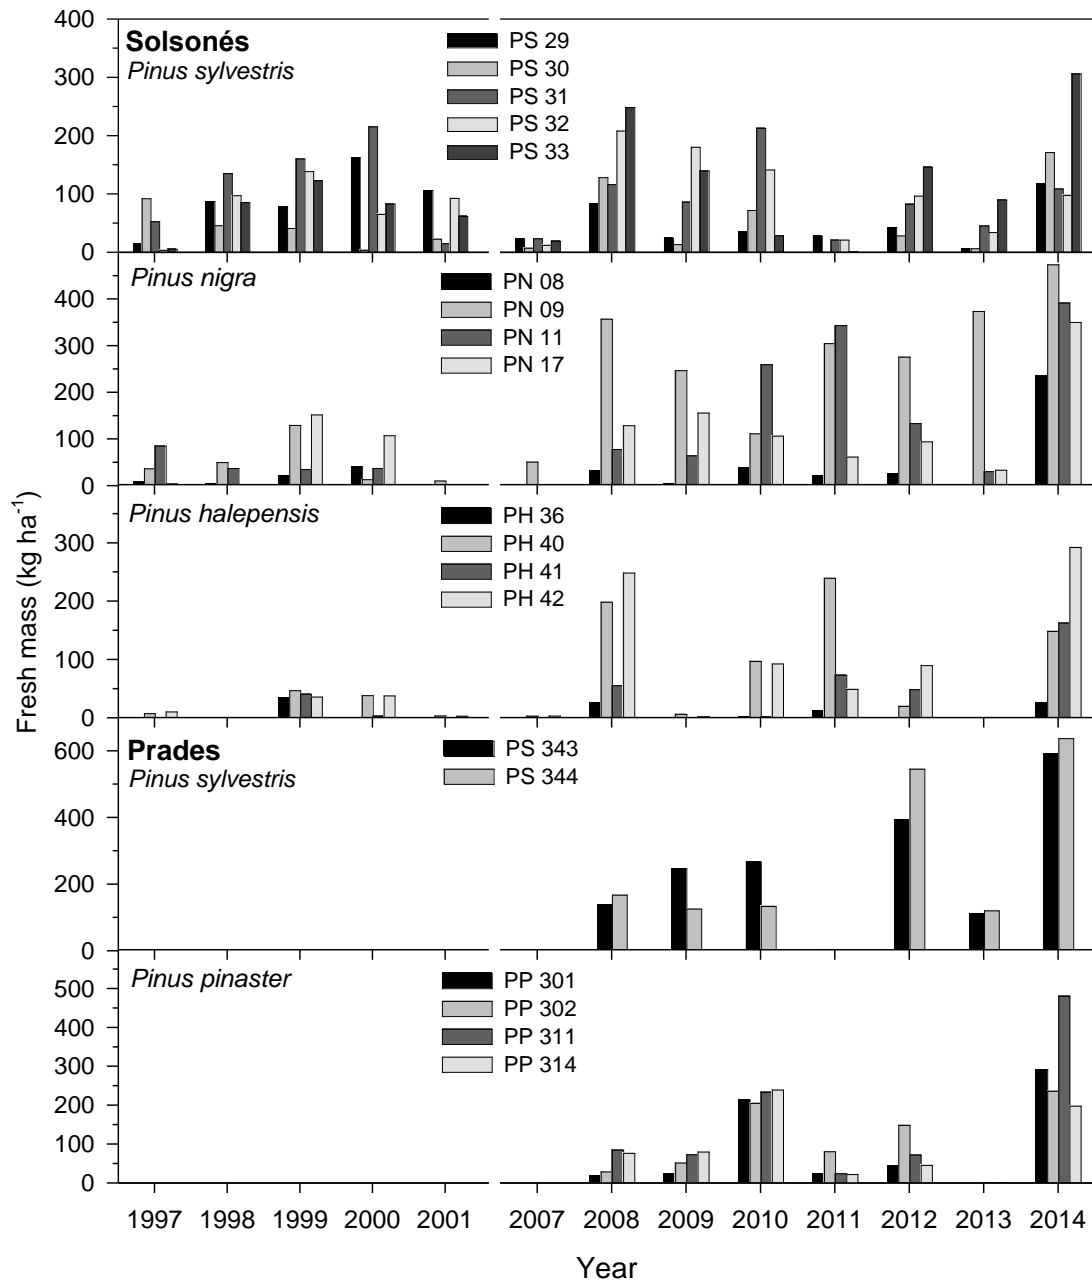 Solsonés
Pinus sylvestris
PS 29
PS 30
PS 31
PS 32
PS 33
400
300
200
100
0
Pinus nigra
PN 08
PN 09
PN 11
PN 17
400
300
200
100
0
Pinus halepensis
PH 36
PH 40
PH 41
PH 42
300
200
100
0
Prades
Pinus sylvestris
PS 343
PS 344
600
400
200
0
Pinus pinaster
PP 301
PP 302
PP 311
PP 314
500
400
300
200
100
0
Fresh mass (kg ha⁻¹)
1997 1998 1999 2000 2001 2007 2008 2009 2010 2011 2012 2013 2014
Year